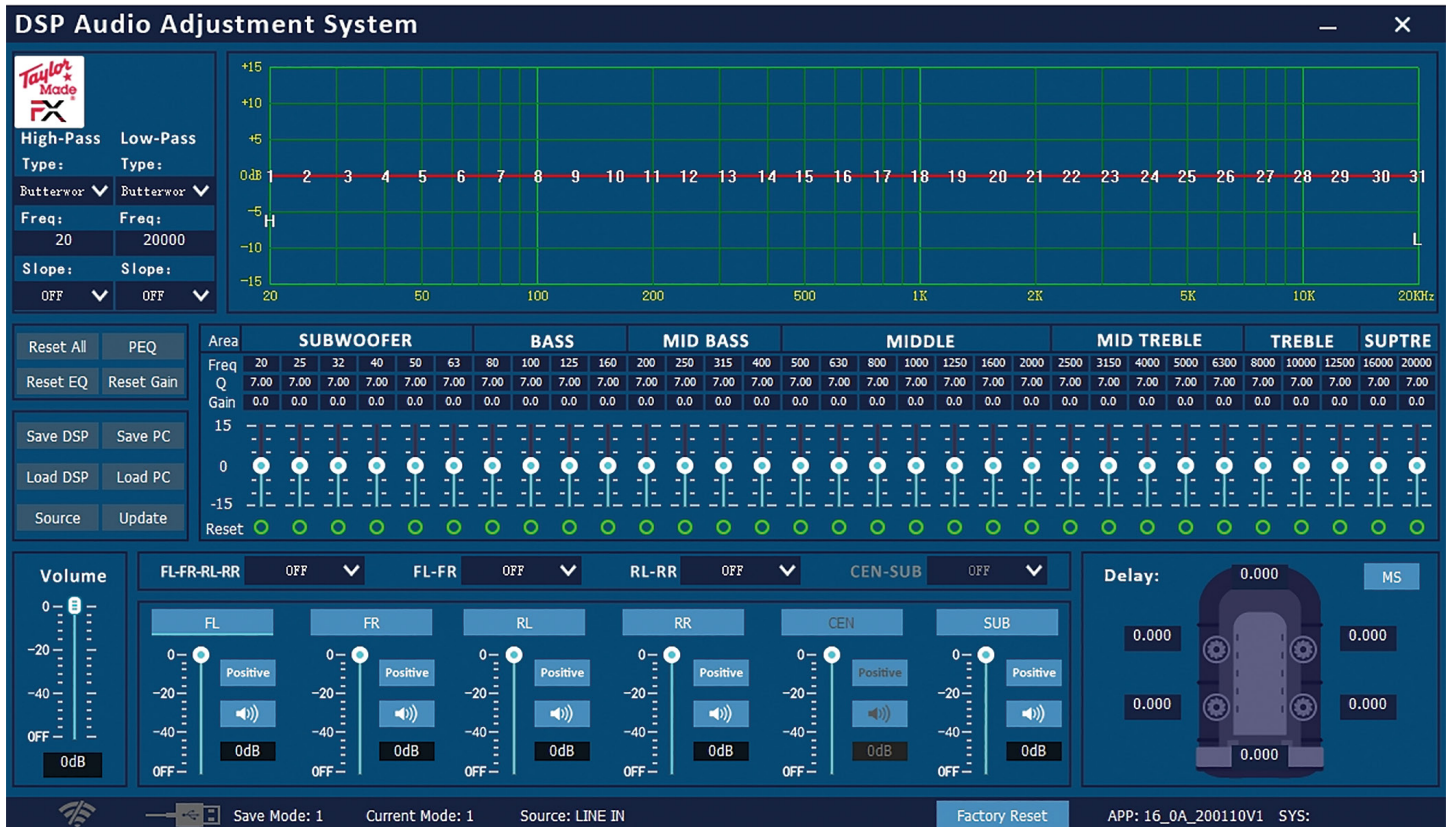 DSP Audio Adjustment System
Taylor
Made
FX
High-Pass Low-Pass
Type: Type:
Butterwor Butterwor
Freq: Freq:
20 20000
Slope: Slope:
OFF OFF
+15
+10
+5
0dB 1 2 3 4 5 6 7 8 9 10 11 12 13 14 15 16 17 18 19 20 21 22 23 24 25 26 27 28 29 30 31
-5
H
-10
L
-15
20 50 100 200 500 1K 2K 5K 10K 20KHz
Reset All PEQ
Reset EQ Reset Gain
Save DSP Save PC
Load DSP Load PC
Source Update
Area SUBWOOFER BASS MID BASS MIDDLE MID TREBLE TREBLE SUPTRE
Freq 20 25 32 40 50 63 80 100 125 160 200 250 315 400 500 630 800 1000 1250 1600 2000 2500 3150 4000 5000 6300 8000 10000 12500 16000 20000
Q 7.00 7.00 7.00 7.00 7.00 7.00 7.00 7.00 7.00 7.00 7.00 7.00 7.00 7.00 7.00 7.00 7.00 7.00 7.00 7.00 7.00 7.00 7.00 7.00 7.00 7.00 7.00 7.00 7.00 7.00 7.00
Gain 0.0 0.0 0.0 0.0 0.0 0.0 0.0 0.0 0.0 0.0 0.0 0.0 0.0 0.0 0.0 0.0 0.0 0.0 0.0 0.0 0.0 0.0 0.0 0.0 0.0 0.0 0.0 0.0 0.0 0.0 0.0
15
0
-15
Reset
Volume
0
-20
-40
OFF
0dB
FL-FR-RL-RR OFF FL-FR OFF RL-RR OFF CEN-SUB OFF
FL FR RL RR CEN SUB
0 0 0 0 0 0
Positive Positive Positive Positive Positive Positive
-20 -20 -20 -20 -20 -20
-40 -40 -40 -40 -40 -40
0dB 0dB 0dB 0dB 0dB 0dB
OFF OFF OFF OFF OFF OFF
Delay: 0.000 MS
0.000 0.000
0.000 0.000
0.000
Save Mode: 1 Current Mode: 1 Source: LINE IN Factory Reset APP: 16_0A_200110V1 SYS: